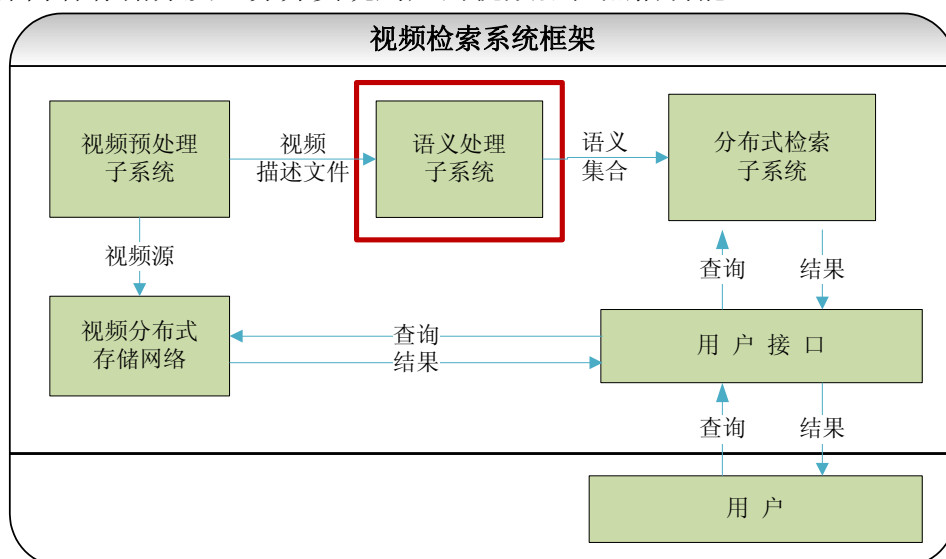 视频检索系统框架
视频预处理
子系统
视频
描述文件
语义处理
子系统
语义
集合
分布式检索
子系统
视频源
查询
结果
视频分布式
存储网络
查询
结果
用 户 接 口
查询
结果
用 户